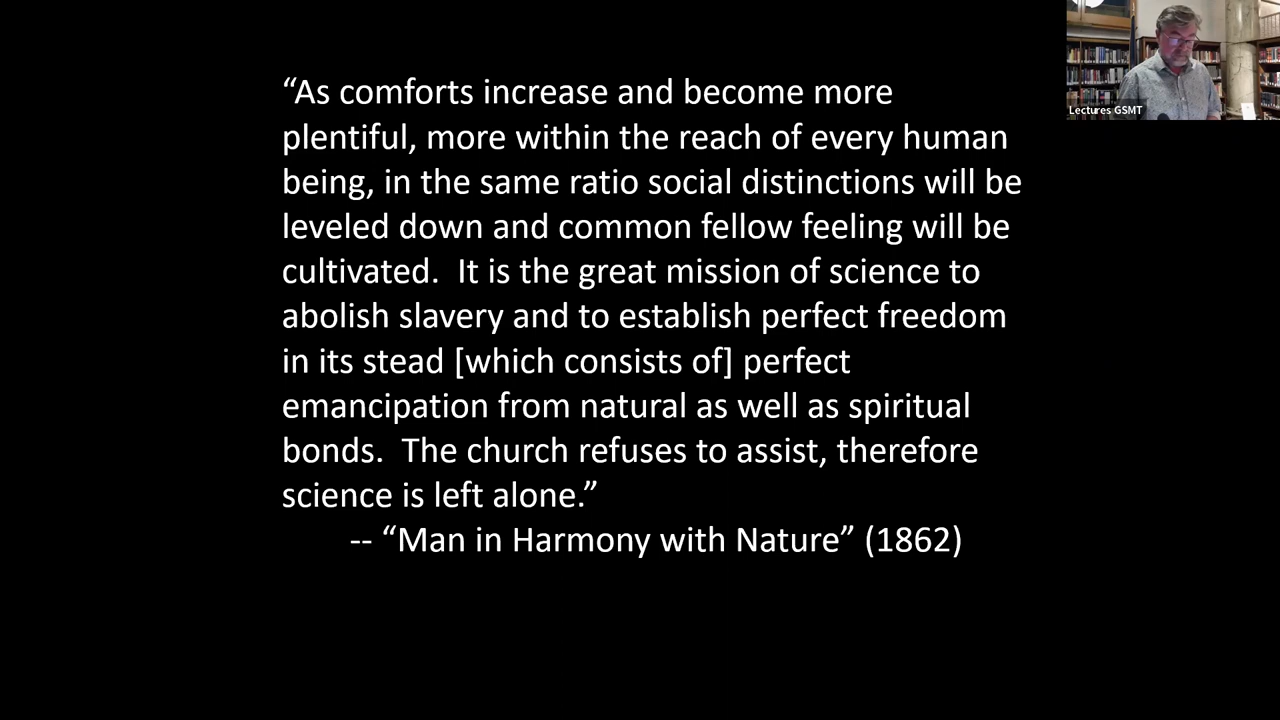 “As comforts increase and become more
plentiful, more within the reach of every human
being, in the same ratio social distinctions will be
leveled down and common fellow feeling will be
cultivated.  It is the great mission of science to
abolish slavery and to establish perfect freedom
in its stead [which consists of] perfect
emancipation from natural as well as spiritual
bonds.  The church refuses to assist, therefore
science is left alone.”
-- “Man in Harmony with Nature” (1862)
Lectures GSMT